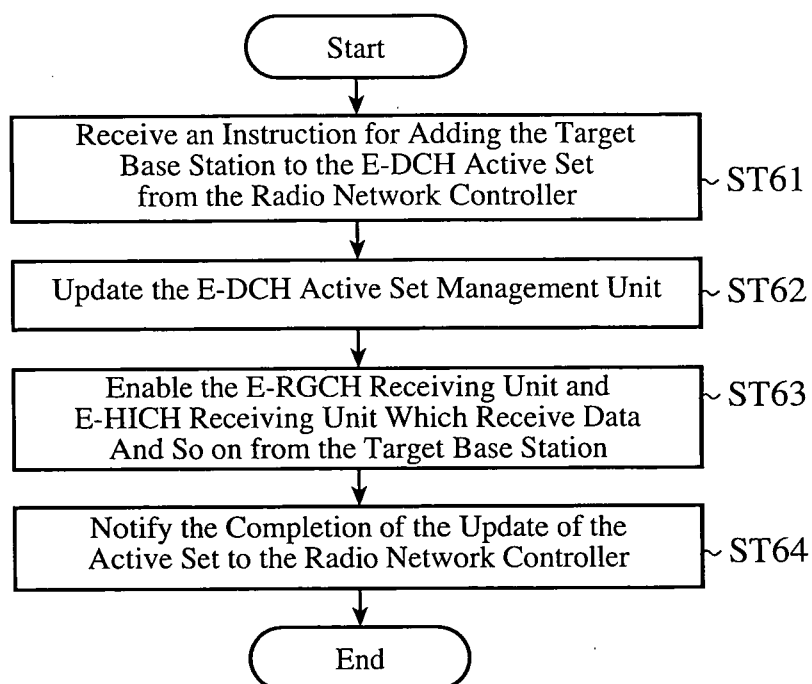 Start
Receive an Instruction for Adding the Target
Base Station to the E-DCH Active Set
from the Radio Network Controller
ST61
Update the E-DCH Active Set Management Unit
ST62
Enable the E-RGCH Receiving Unit and
E-HICH Receiving Unit Which Receive Data
And So on from the Target Base Station
ST63
Notify the Completion of the Update of the
Active Set to the Radio Network Controller
ST64
End